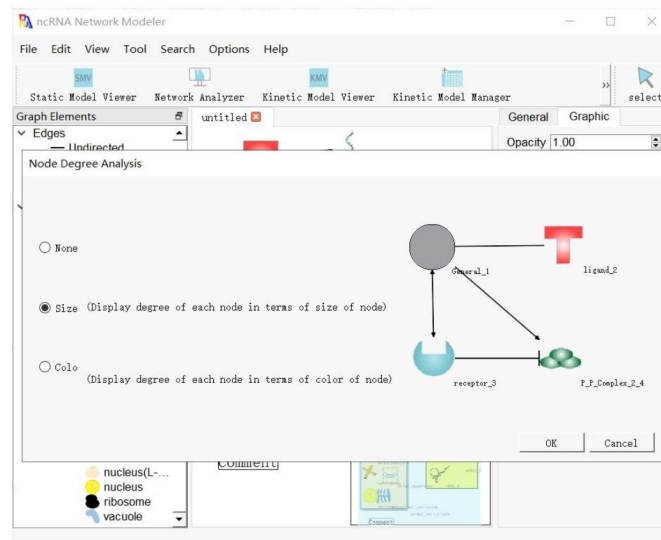 ncRNA Network Modeler
File Edit View Tool Search Options Help
SMV KMV
Static Model Viewer Network Analyzer Kinetic Model Viewer Kinetic Model Manager » select
Graph Elements untitled General Graphic
Edges
Undirected
Opacity 1.00
Node Degree Analysis
None
General_1
ligand_2
Size (Display degree of each node in terms of size of node)
Colo
(Display degree of each node in terms of color of node)
receptor_3
P_P_Complex_2_4
OK Cancel
Comment
nucleus(L-...
nucleus
ribosome
vacuole
Comment